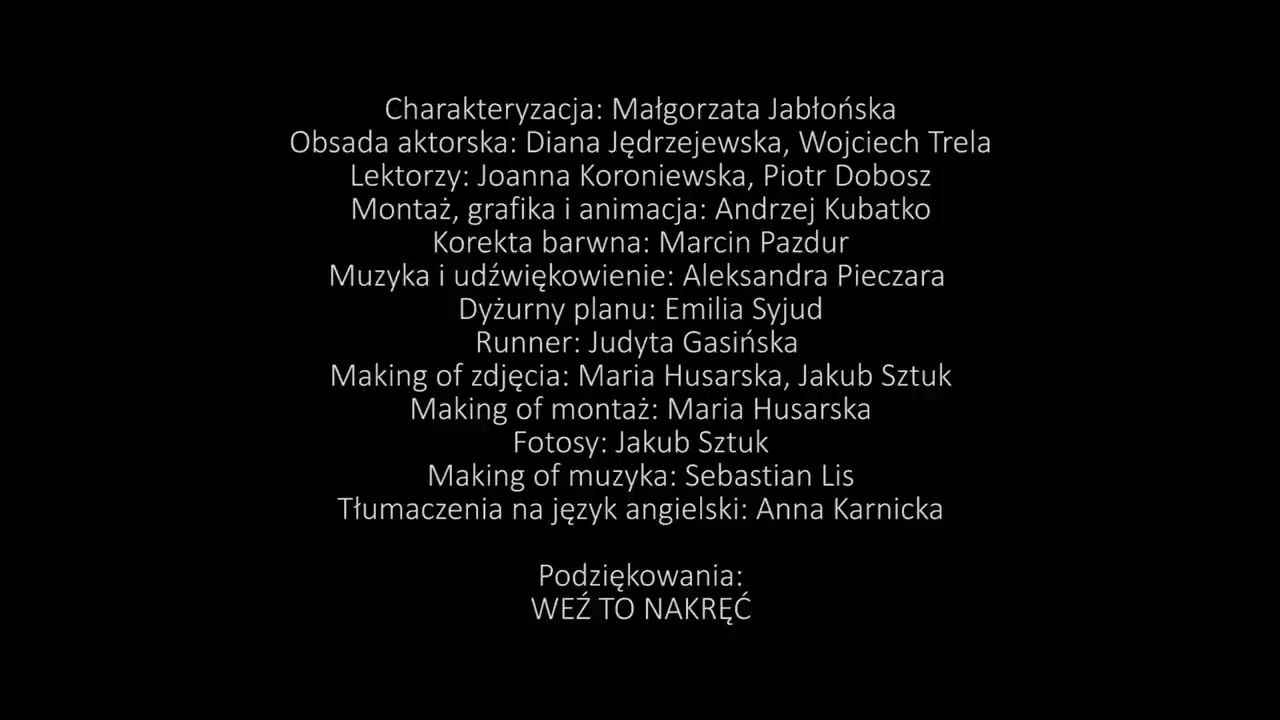 Charakteryzacja: Małgorzata Jabłońska
Obsada aktorska: Diana Jędrzejewska, Wojciech Trela
Lektorzy: Joanna Koroniewska, Piotr Dobosz
Montaż, grafika i animacja: Andrzej Kubatko
Korekta barwna: Marcin Pazdur
Muzyka i udźwiękowienie: Aleksandra Pieczara
Dyżurny planu: Emilia Syjud
Runner: Judyta Gasińska
Making of zdjęcia: Maria Husarska, Jakub Sztuk
Making of montaż: Maria Husarska
Fotosy: Jakub Sztuk
Making of muzyka: Sebastian Lis
Tłumaczenia na język angielski: Anna Karnicka
Podziękowania:
WEŹ TO NAKRĘĆ